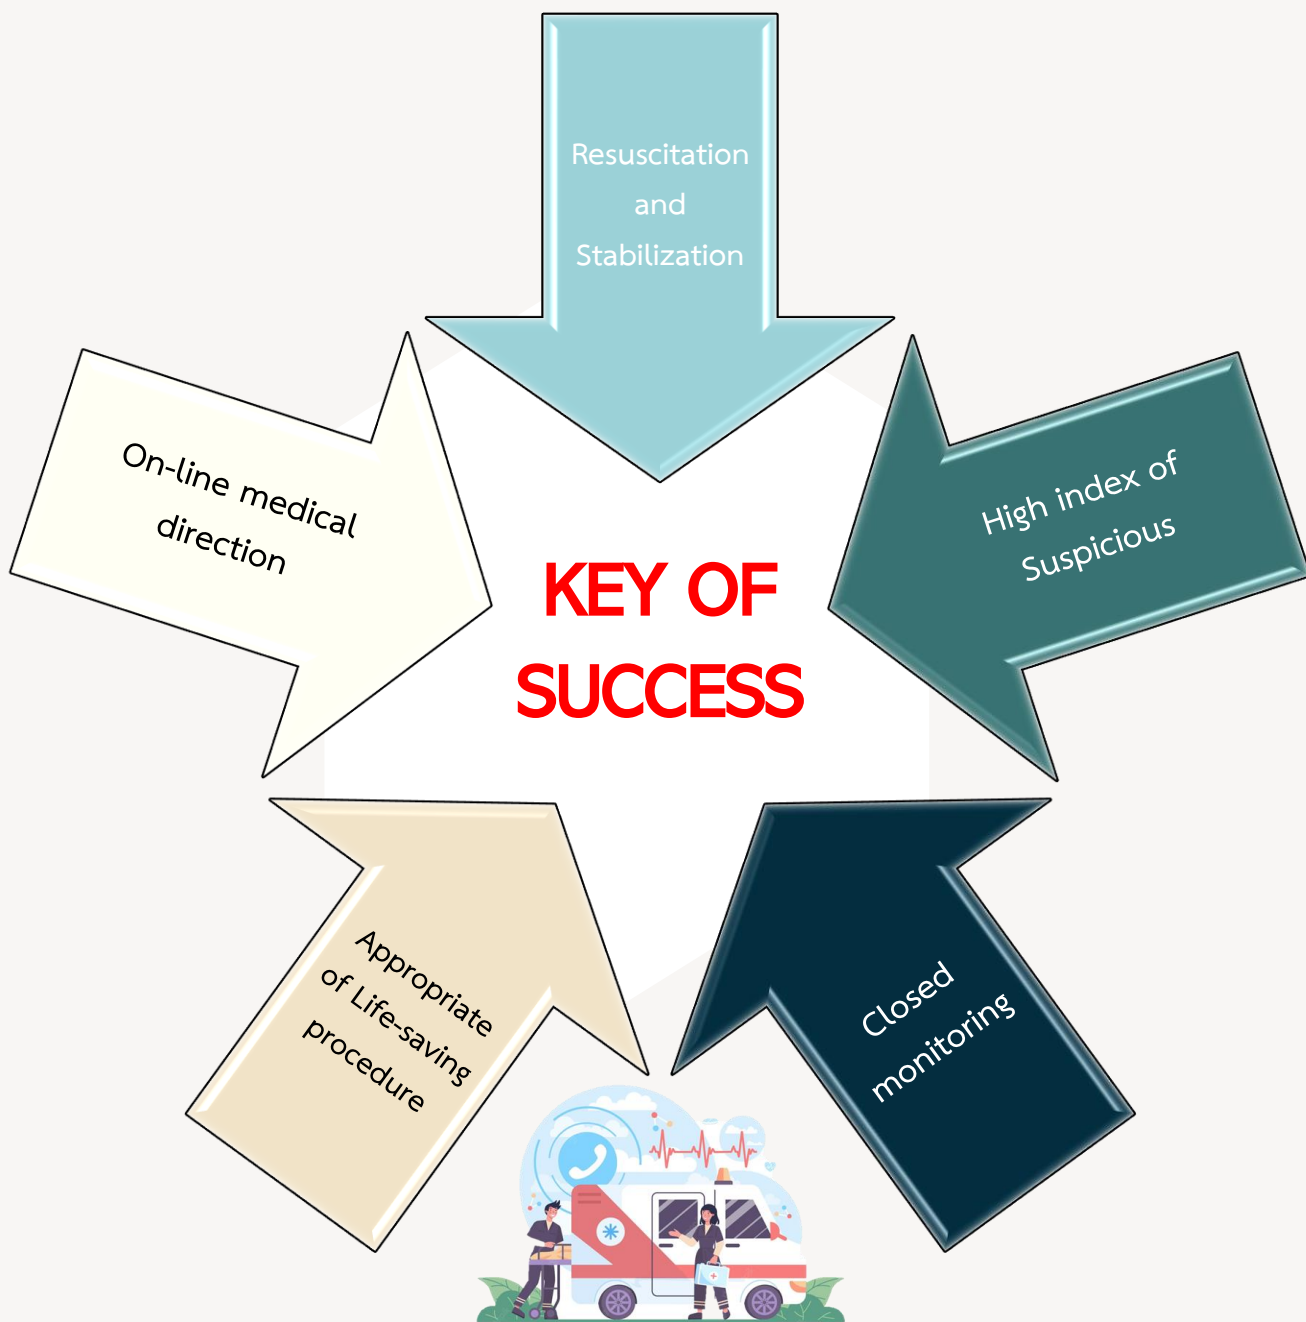 Resuscitation
and
Stabilization
On-line medical
direction
High index of
Suspicious
KEY OF
SUCCESS
Appropriate
of Life-saving
procedure
Closed
monitoring